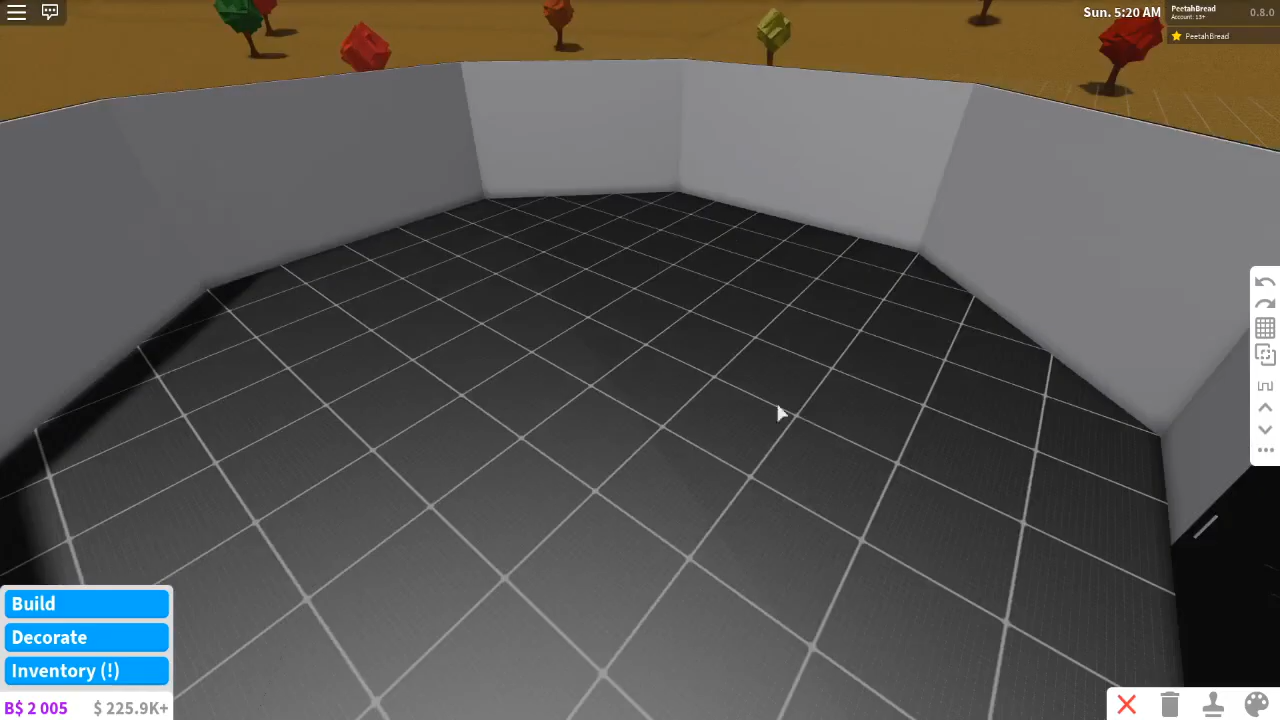 Sun. 5:20 AM
PeetahBread
Account: 13+
0.8.0
PeetahBread
Build
Decorate
Inventory (!)
B$ 2 005
$ 225.9K+